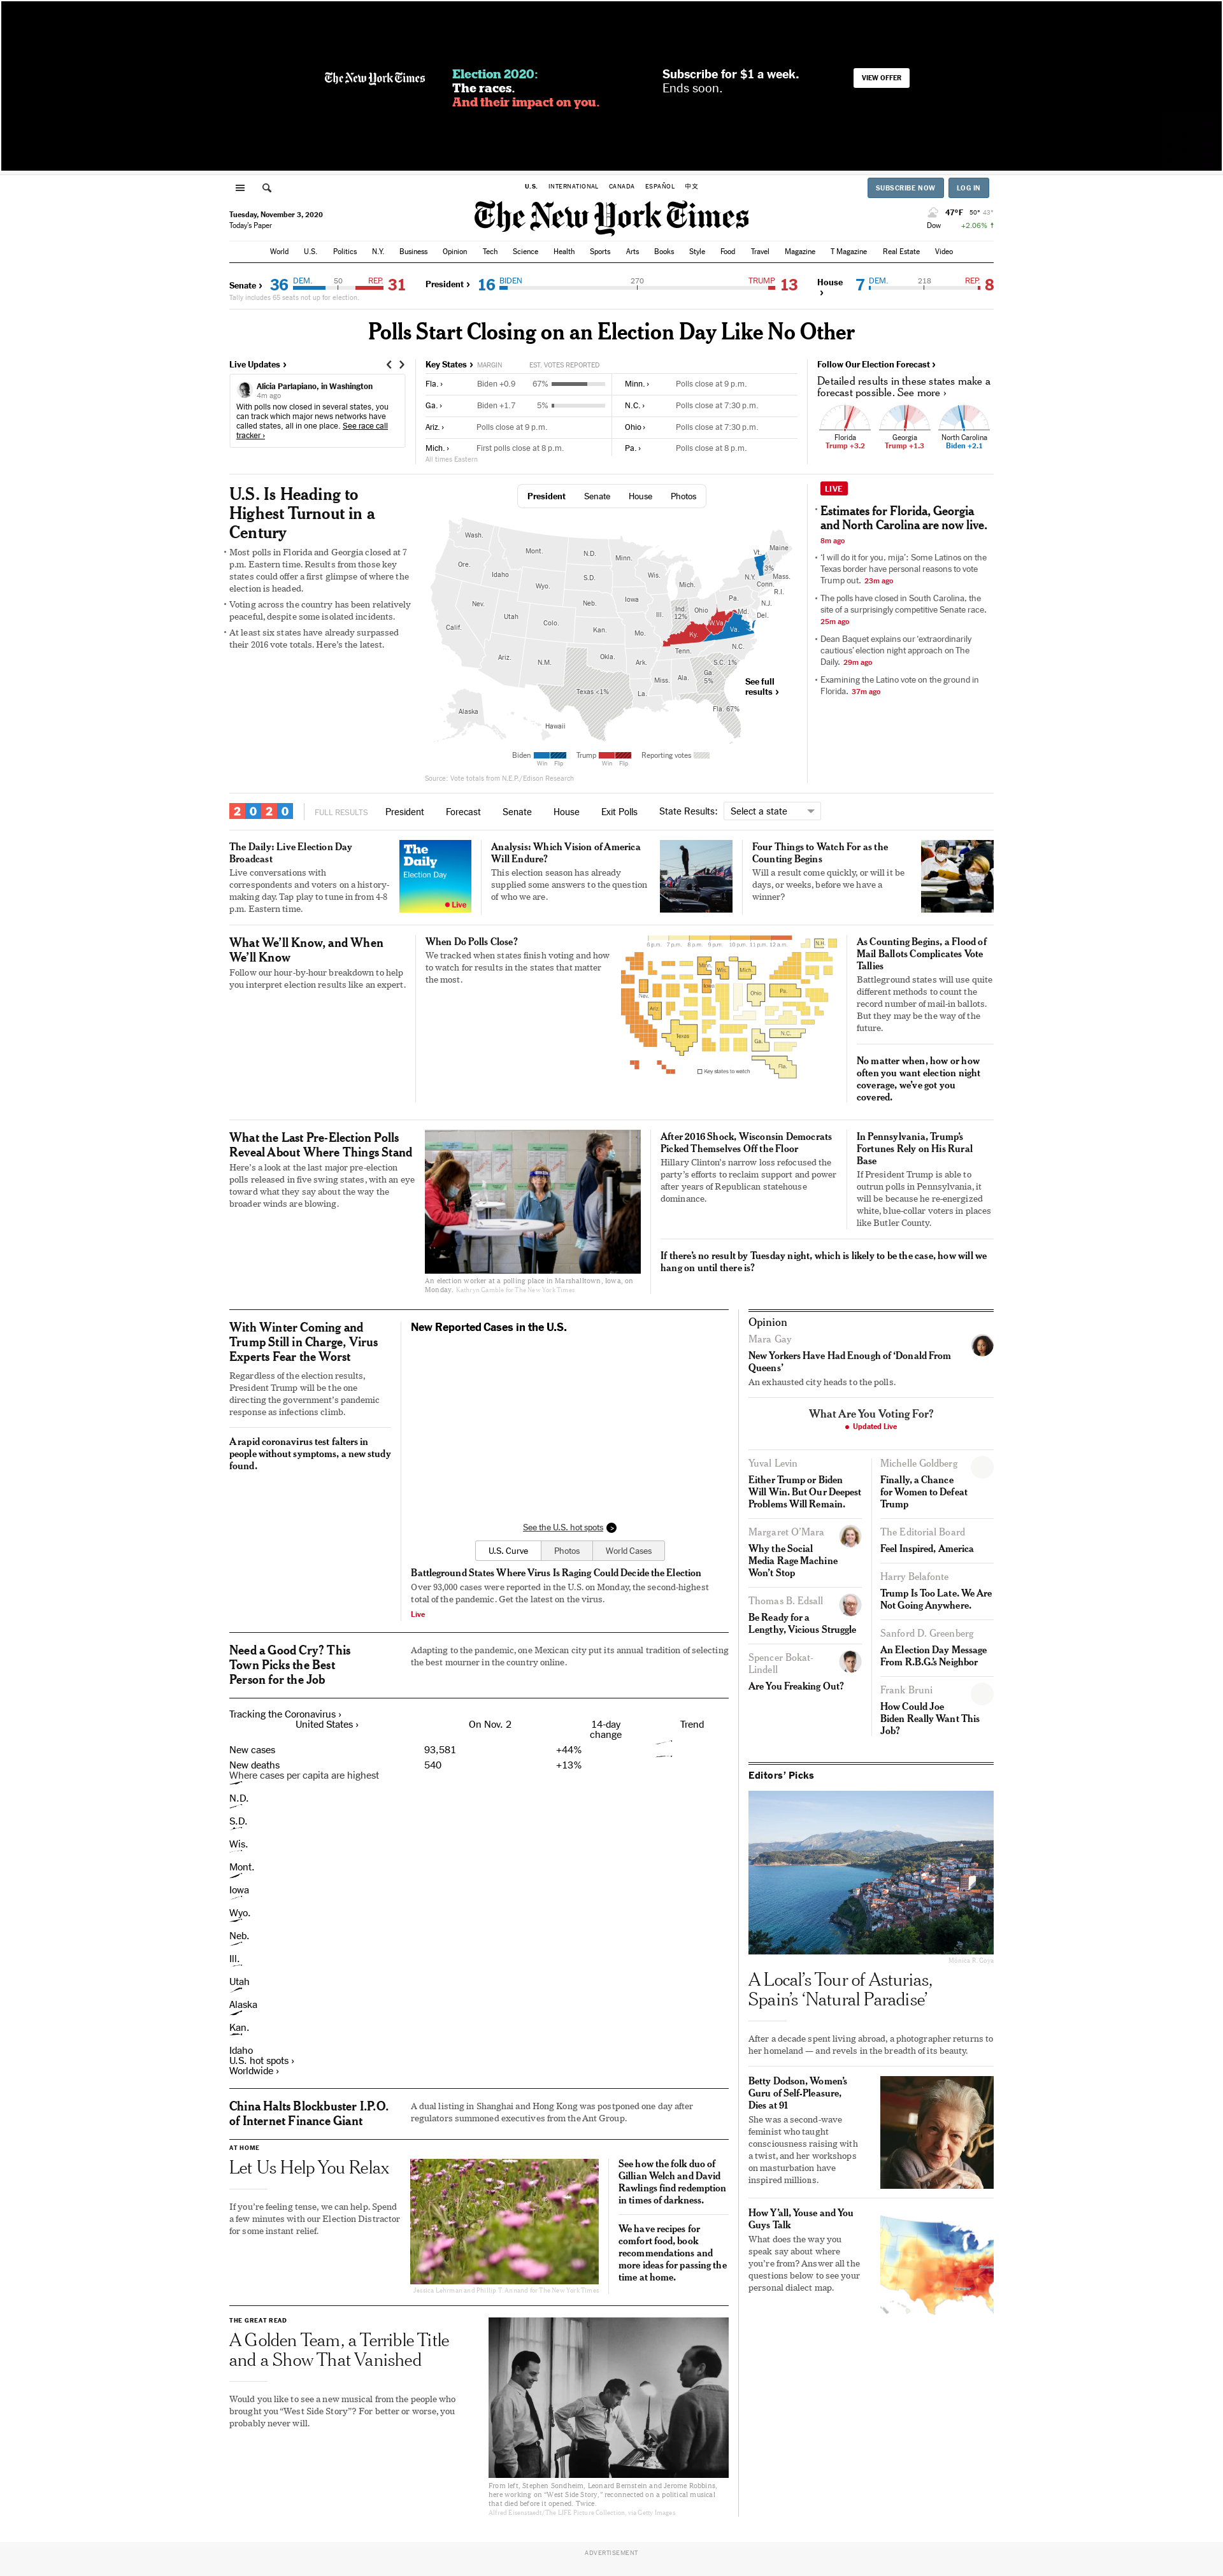 The New York Times
Election 2020:
The races.
And their impact on you.
Subscribe for $1 a week.
Ends soon.
VIEW OFFER
U.S. INTERNATIONAL CANADA ESPAÑOL 中文
SUBSCRIBE NOW LOG IN
Tuesday, November 3, 2020
Today's Paper
The New York Times
47°F 50° 43°
Dow +2.06%
World U.S. Politics N.Y. Business Opinion Tech Science Health Sports Arts Books Style Food Travel Magazine T Magazine Real Estate Video
Senate › 36 DEM. 50 REP. 31
Tally includes 65 seats not up for election.
President › 16 BIDEN 270 TRUMP 13
House › 7 DEM. 218 REP. 8
Polls Start Closing on an Election Day Like No Other
Live Updates ›
Alicia Parlapiano, in Washington
4m ago
With polls now closed in several states, you
can track which major news networks have
called states, all in one place. See race call
tracker ›
Key States › MARGIN EST. VOTES REPORTED
Fla. › Biden +0.9 67%
Ga. › Biden +1.7 5%
Ariz. › Polls close at 9 p.m.
Mich. › First polls close at 8 p.m.
All times Eastern
Minn. › Polls close at 9 p.m.
N.C. › Polls close at 7:30 p.m.
Ohio › Polls close at 7:30 p.m.
Pa. › Polls close at 8 p.m.
Follow Our Election Forecast ›
Detailed results in these states make a
forecast possible. See more ›
Florida
Trump +3.2
Georgia
Trump +1.3
North Carolina
Biden +2.1
U.S. Is Heading to
Highest Turnout in a
Century
• Most polls in Florida and Georgia closed at 7
p.m. Eastern time. Results from those key
states could offer a first glimpse of where the
election is headed.
• Voting across the country has been relatively
peaceful, despite some isolated incidents.
• At least six states have already surpassed
their 2016 vote totals. Here's the latest.
President Senate House Photos
Wash.
Mont.
N.D.
Minn.
Vt.
Maine
3%
Ore.
Idaho
S.D.
Wis.
Mich.
N.Y.
Mass.
Conn.
R.I.
Wyo.
Nev.
Neb.
Iowa
Ill.
Ind.
12%
Ohio
Pa.
N.J.
Md.
Del.
Calif.
Utah
Colo.
Kan.
Mo.
Ky.
W.Va.
Va.
Ariz.
N.M.
Okla.
Ark.
Tenn.
N.C.
S.C. 1%
Texas <1%
La.
Miss.
Ala.
Ga.
5%
Fla. 67%
Alaska
Hawaii
See full
results ›
Biden Trump Reporting votes
Win Flip Win Flip
Source: Vote totals from N.E.P./Edison Research
LIVE
• Estimates for Florida, Georgia
and North Carolina are now live.
8m ago
• ‘I will do it for you, mija’: Some Latinos on the
Texas border have personal reasons to vote
Trump out. 23m ago
• The polls have closed in South Carolina, the
site of a surprisingly competitive Senate race.
25m ago
• Dean Baquet explains our ‘extraordinarily
cautious’ election night approach on The
Daily. 29m ago
• Examining the Latino vote on the ground in
Florida. 37m ago
2020 FULL RESULTS President Forecast Senate House Exit Polls State Results: Select a state
The Daily: Live Election Day
Broadcast
Live conversations with
correspondents and voters on a history-
making day. Tap play to tune in from 4-8
p.m. Eastern time.
The
Daily
Election Day
Live
Analysis: Which Vision of America
Will Endure?
This election season has already
supplied some answers to the question
of who we are.
Four Things to Watch For as the
Counting Begins
Will a result come quickly, or will it be
days, or weeks, before we have a
winner?
What We’ll Know, and When
We’ll Know
Follow our hour-by-hour breakdown to help
you interpret election results like an expert.
When Do Polls Close?
We tracked when states finish voting and how
to watch for results in the states that matter
the most.
6 p.m. 7 p.m. 8 p.m. 9 p.m. 10 p.m. 11 p.m. 12 a.m.
N.H.
Minn.
Wis.
Mich.
Nev.
Iowa
Ohio
Pa.
Ariz.
Texas
N.C.
Ga.
Fla.
Key states to watch
As Counting Begins, a Flood of
Mail Ballots Complicates Vote
Tallies
Battleground states will use quite
different methods to count the
record number of mail-in ballots.
But they may be the way of the
future.
No matter when, how or how
often you want election night
coverage, we’ve got you
covered.
What the Last Pre-Election Polls
Reveal About Where Things Stand
Here’s a look at the last major pre-election
polls released in five swing states, with an eye
toward what they say about the way the
broader winds are blowing.
An election worker at a polling place in Marshalltown, Iowa, on
Monday. Kathryn Gamble for The New York Times
After 2016 Shock, Wisconsin Democrats
Picked Themselves Off the Floor
Hillary Clinton’s narrow loss refocused the
party’s efforts to reclaim support and power
after years of Republican statehouse
dominance.
In Pennsylvania, Trump’s
Fortunes Rely on His Rural
Base
If President Trump is able to
outrun polls in Pennsylvania, it
will be because he re-energized
white, blue-collar voters in places
like Butler County.
If there’s no result by Tuesday night, which is likely to be the case, how will we
hang on until there is?
With Winter Coming and
Trump Still in Charge, Virus
Experts Fear the Worst
Regardless of the election results,
President Trump will be the one
directing the government’s pandemic
response as infections climb.
A rapid coronavirus test falters in
people without symptoms, a new study
found.
New Reported Cases in the U.S.
See the U.S. hot spots
U.S. Curve Photos World Cases
Battleground States Where Virus Is Raging Could Decide the Election
Over 93,000 cases were reported in the U.S. on Monday, the second-highest
total of the pandemic. Get the latest on the virus.
Live
Need a Good Cry? This
Town Picks the Best
Person for the Job
Adapting to the pandemic, one Mexican city put its annual tradition of selecting
the best mourner in the country online.
Tracking the Coronavirus ›
United States › On Nov. 2 14-day
change Trend
New cases 93,581 +44%
New deaths 540 +13%
Where cases per capita are highest
N.D.
S.D.
Wis.
Mont.
Iowa
Wyo.
Neb.
Ill.
Utah
Alaska
Kan.
Idaho
U.S. hot spots ›
Worldwide ›
China Halts Blockbuster I.P.O.
of Internet Finance Giant
A dual listing in Shanghai and Hong Kong was postponed one day after
regulators summoned executives from the Ant Group.
AT HOME
Let Us Help You Relax
If you’re feeling tense, we can help. Spend
a few minutes with our Election Distractor
for some instant relief.
Jessica Lehrman and Phillip T. Annand for The New York Times
See how the folk duo of
Gillian Welch and David
Rawlings find redemption
in times of darkness.
We have recipes for
comfort food, book
recommendations and
more ideas for passing the
time at home.
THE GREAT READ
A Golden Team, a Terrible Title
and a Show That Vanished
Would you like to see a new musical from the people who
brought you “West Side Story”? For better or worse, you
probably never will.
From left, Stephen Sondheim, Leonard Bernstein and Jerome Robbins,
here working on “West Side Story,” reconnected on a political musical
that died before it opened. Twice.
Alfred Eisenstaedt/The LIFE Picture Collection, via Getty Images
Opinion
Mara Gay
New Yorkers Have Had Enough of ‘Donald From
Queens’
An exhausted city heads to the polls.
What Are You Voting For?
Updated Live
Yuval Levin
Either Trump or Biden
Will Win. But Our Deepest
Problems Will Remain.
Margaret O’Mara
Why the Social
Media Rage Machine
Won’t Stop
Thomas B. Edsall
Be Ready for a
Lengthy, Vicious Struggle
Spencer Bokat-
Lindell
Are You Freaking Out?
Michelle Goldberg
Finally, a Chance
for Women to Defeat
Trump
The Editorial Board
Feel Inspired, America
Harry Belafonte
Trump Is Too Late. We Are
Not Going Anywhere.
Sanford D. Greenberg
An Election Day Message
From R.B.G.’s Neighbor
Frank Bruni
How Could Joe
Biden Really Want This
Job?
Editors’ Picks
Monica R. Goya
A Local’s Tour of Asturias,
Spain’s ‘Natural Paradise’
After a decade spent living abroad, a photographer returns to
her homeland — and revels in the breadth of its beauty.
Betty Dodson, Women’s
Guru of Self-Pleasure,
Dies at 91
She was a second-wave
feminist who taught
consciousness raising with
a twist, and her workshops
on masturbation have
inspired millions.
How Y’all, Youse and You
Guys Talk
What does the way you
speak say about where
you’re from? Answer all the
questions below to see your
personal dialect map.
ADVERTISEMENT